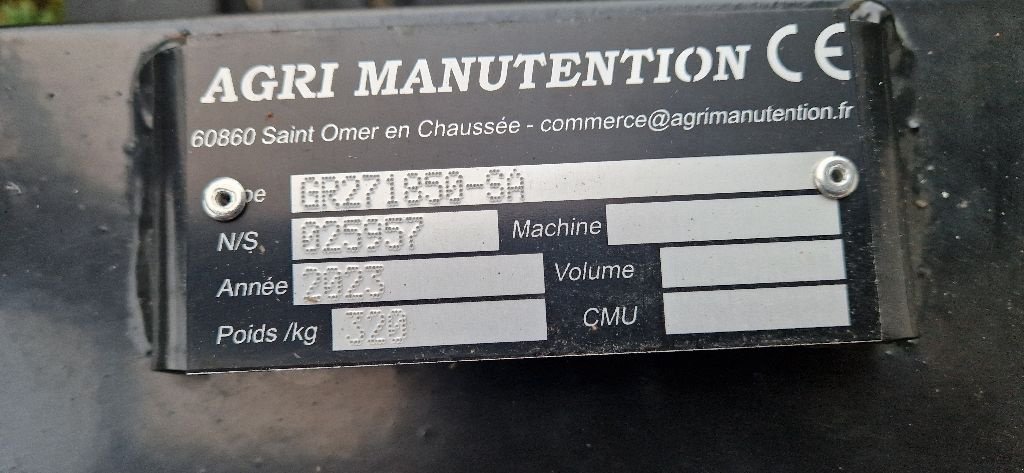 AGRI MANUTENTION CE
60860 Saint Omer en Chaussée - commerce@agrimanutention.fr
GR271850-SA
N/S 025957 Machine
Année 2023 Volume
Poids /kg 320 CMU